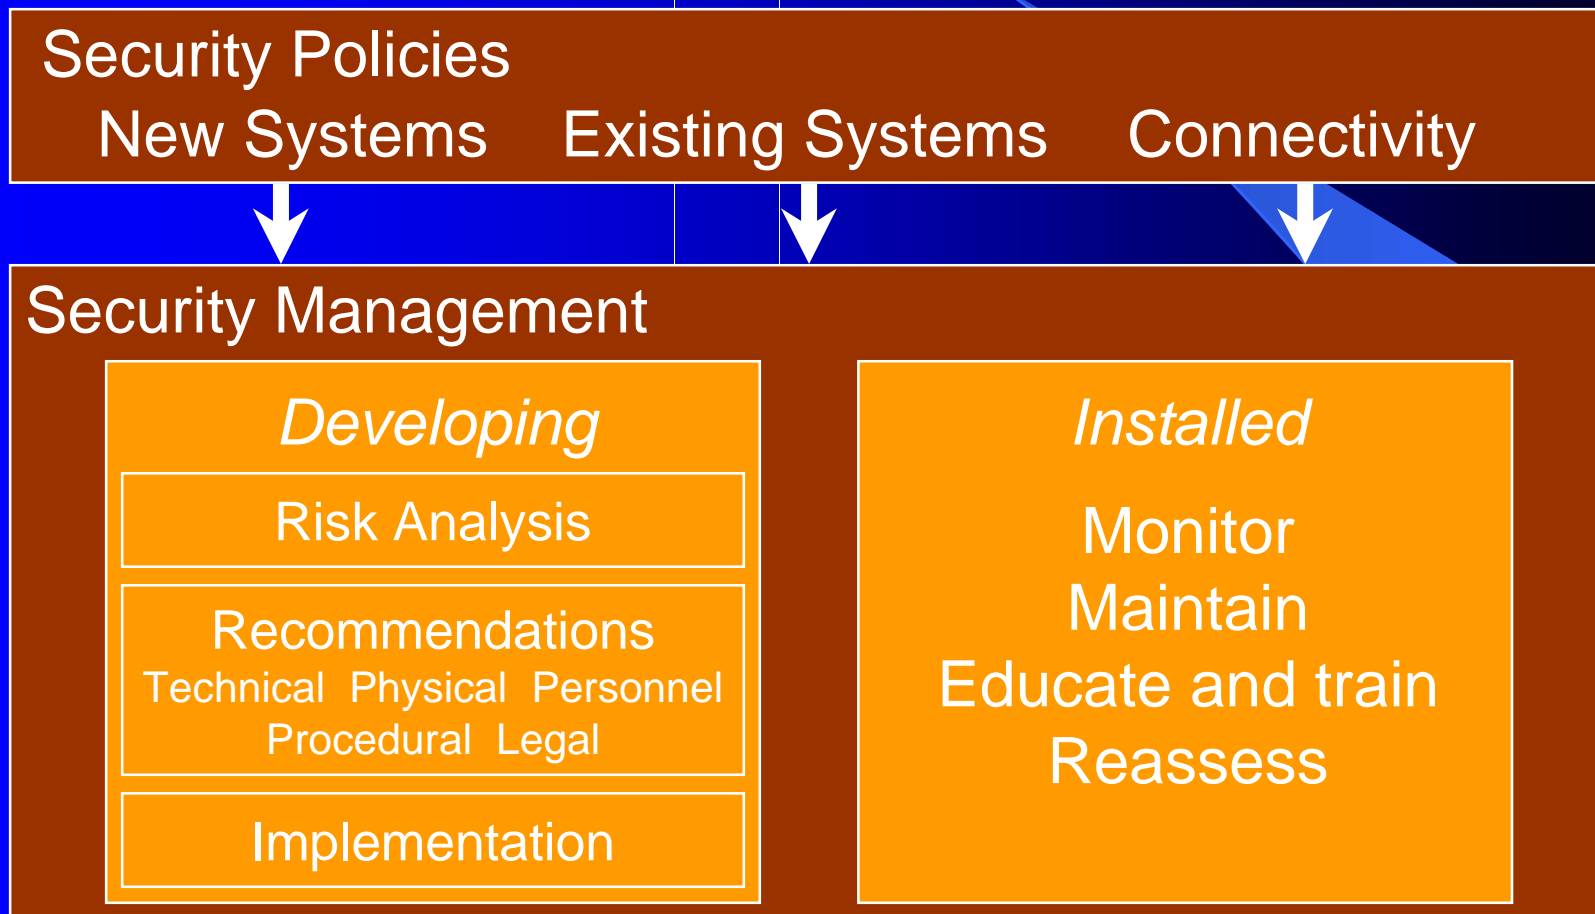 Security Policies
New Systems Existing Systems Connectivity
Security Management
Developing
Risk Analysis
Recommendations
Technical Physical Personnel
Procedural Legal
Implementation
Installed
Monitor
Maintain
Educate and train
Reassess